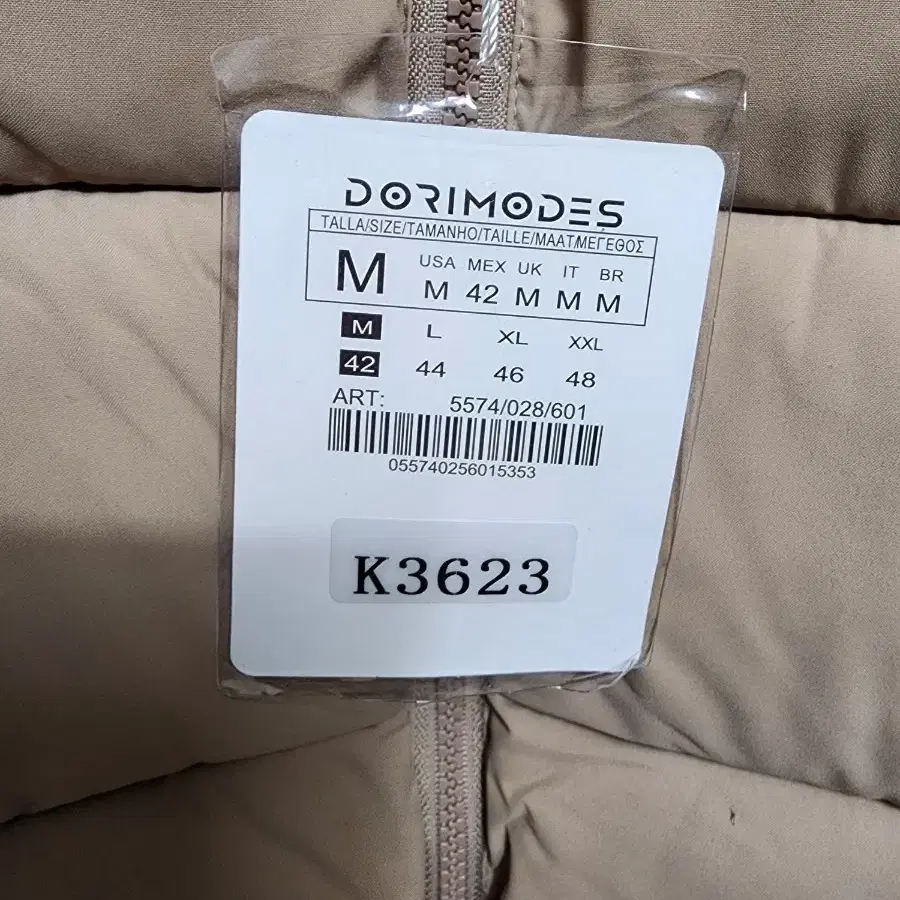 DORIMODES
TALLA/SIZE/TAMANHO/TAILLE/MAAT/ΜΕΓΕΘΟΣ
M USA MEX UK IT BR
M 42 M M M
M L XL XXL
42 44 46 48
ART: 5574/028/601
055740256015353
K3623